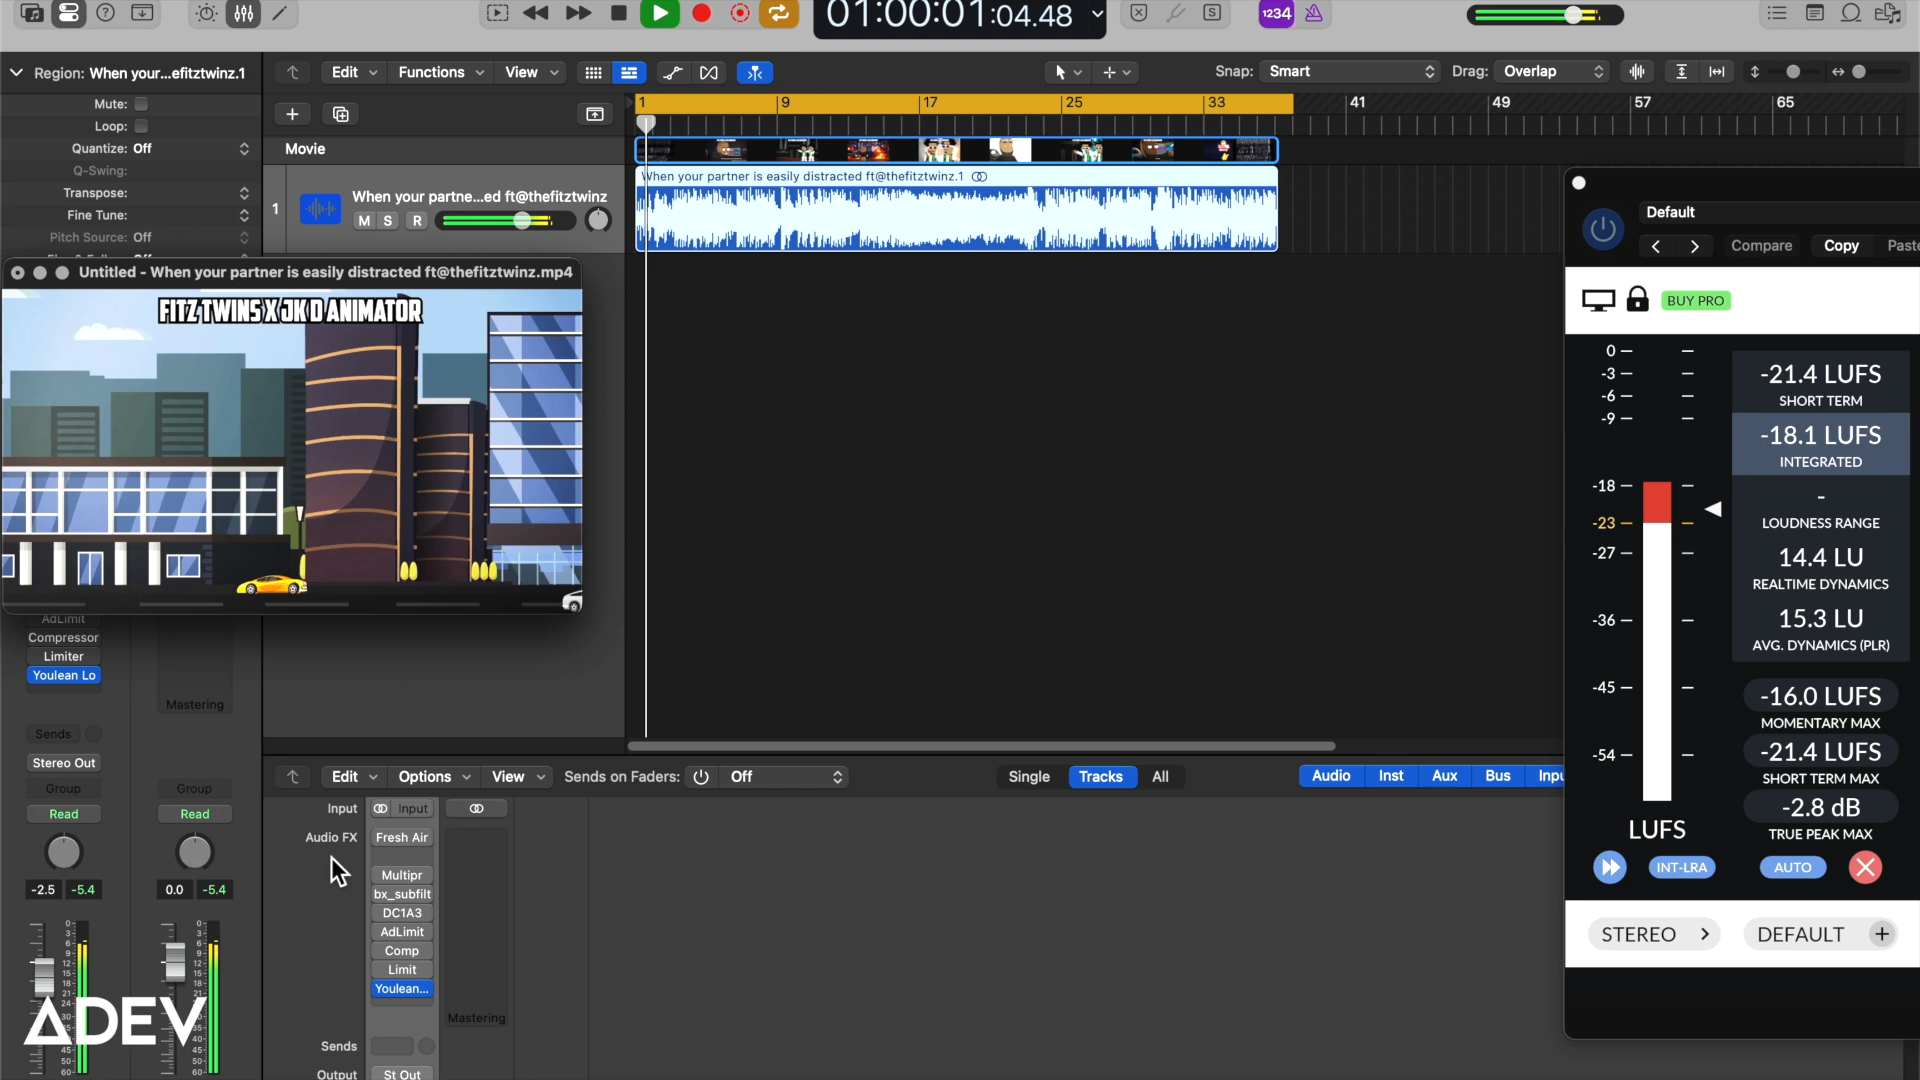 01:00:01:04.48
1234
Region: When your...efitztwinz.1
Edit
Functions
View
Snap: Smart
Drag: Overlap
Mute:
Loop:
Quantize: Off
Q-Swing:
Transpose:
Fine Tune:
Pitch Source: Off
1
9
17
25
33
41
49
57
65
Movie
When your partner is easily distracted ft@thefitztwinz.1
1
When your partne...ed ft@thefitztwinz
M
S
R
Untitled - When your partner is easily distracted ft@thefitztwinz.mp4
FITZ TWINS X JK D ANIMATOR
AdLimit
Compressor
Limiter
Youlean Lo
Mastering
Sends
Stereo Out
Group
Group
Read
Read
-2.5
-5.4
0.0
-5.4
ADEV
Edit
Options
View
Sends on Faders:
Off
Single
Tracks
All
Audio
Inst
Aux
Bus
Inpu
Input
Input
Audio FX
Fresh Air
Multipr
bx_subfilt
DC1A3
AdLimit
Comp
Limit
Youlean...
Mastering
Sends
Output
St Out
Default
Compare
Copy
Paste
BUY PRO
0
-3
-6
-9
-18
-23
-27
-36
-45
-54
LUFS
-21.4 LUFS
SHORT TERM
-18.1 LUFS
INTEGRATED
-
LOUDNESS RANGE
14.4 LU
REALTIME DYNAMICS
15.3 LU
AVG. DYNAMICS (PLR)
-16.0 LUFS
MOMENTARY MAX
-21.4 LUFS
SHORT TERM MAX
-2.8 dB
TRUE PEAK MAX
INT-LRA
AUTO
STEREO
DEFAULT